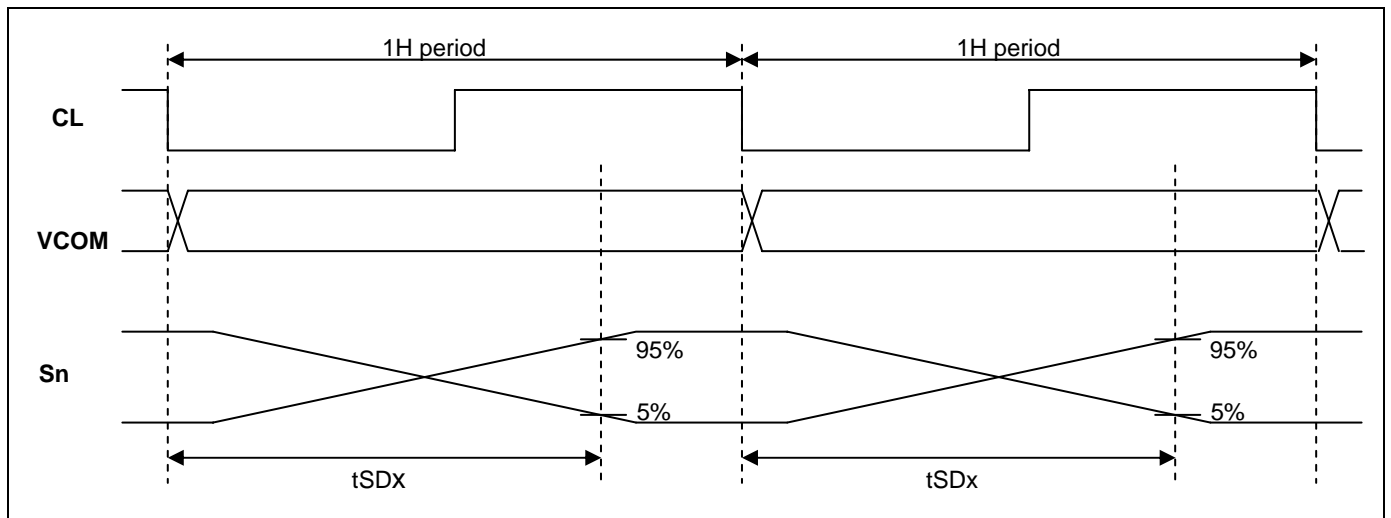 1H period
1H period
CL
VCOM
Sn
95%
95%
5%
5%
tSDx
tSDx